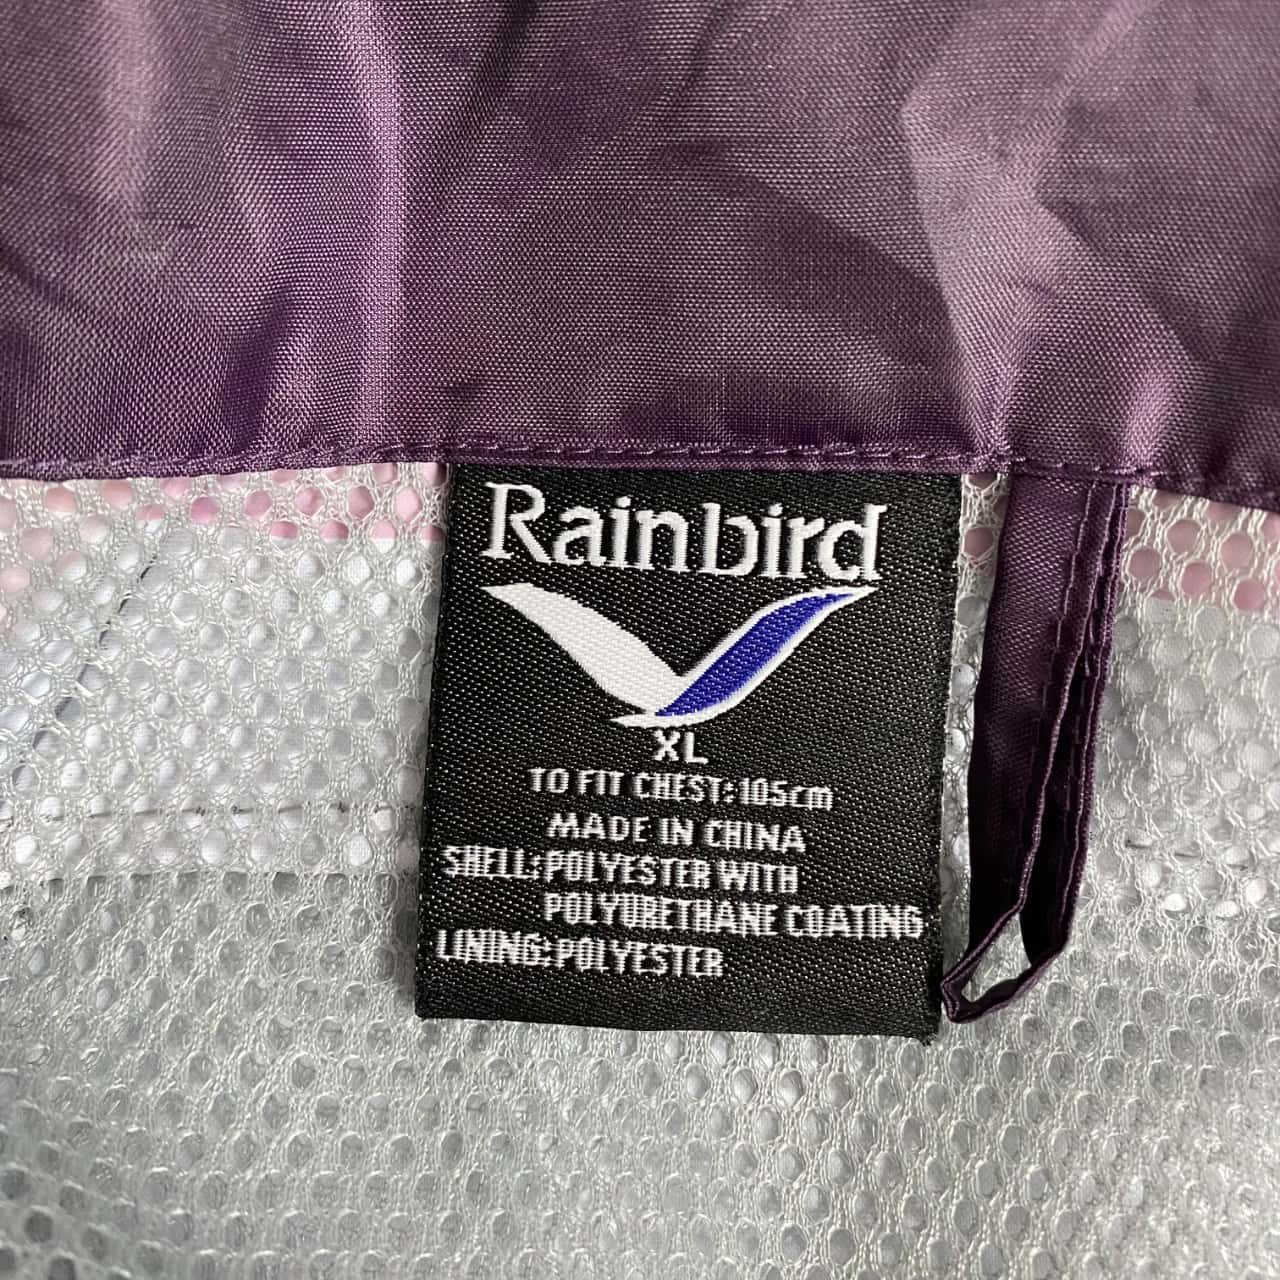 Rainbird
XL
TO FIT CHEST: 105cm
MADE IN CHINA
SHELL: POLYESTER WITH
POLYURETHANE COATING
LINING: POLYESTER